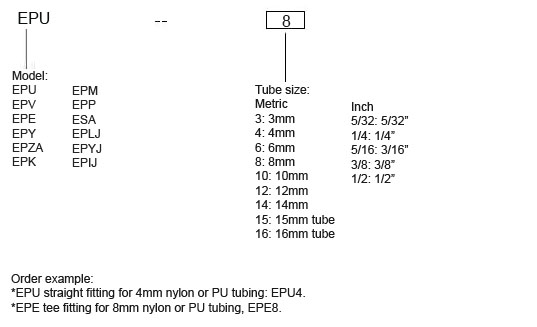 EPU -- 8
Model:
EPU EPM
EPV EPP
EPE ESA
EPY EPLJ
EPZA EPYJ
EPK EPIJ
Tube size:
Metric
3: 3mm
4: 4mm
6: 6mm
8: 8mm
10: 10mm
12: 12mm
14: 14mm
15: 15mm tube
16: 16mm tube
Inch
5/32: 5/32"
1/4: 1/4”
5/16: 3/16"
3/8: 3/8”
1/2: 1/2”
Order example:
*EPU straight fitting for 4mm nylon or PU tubing: EPU4.
*EPE tee fitting for 8mm nylon or PU tubing, EPE8.